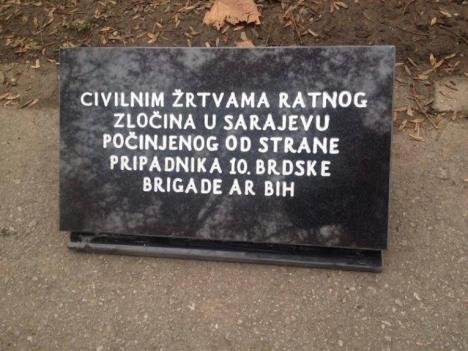 CIVILNIM ŽRTVAMA RATNOG
ZLOČINA U SARAJEVU
POČINJENOG OD STRANE
PRIPADNIKA 10. BRDSKE
BRIGADE AR BIH